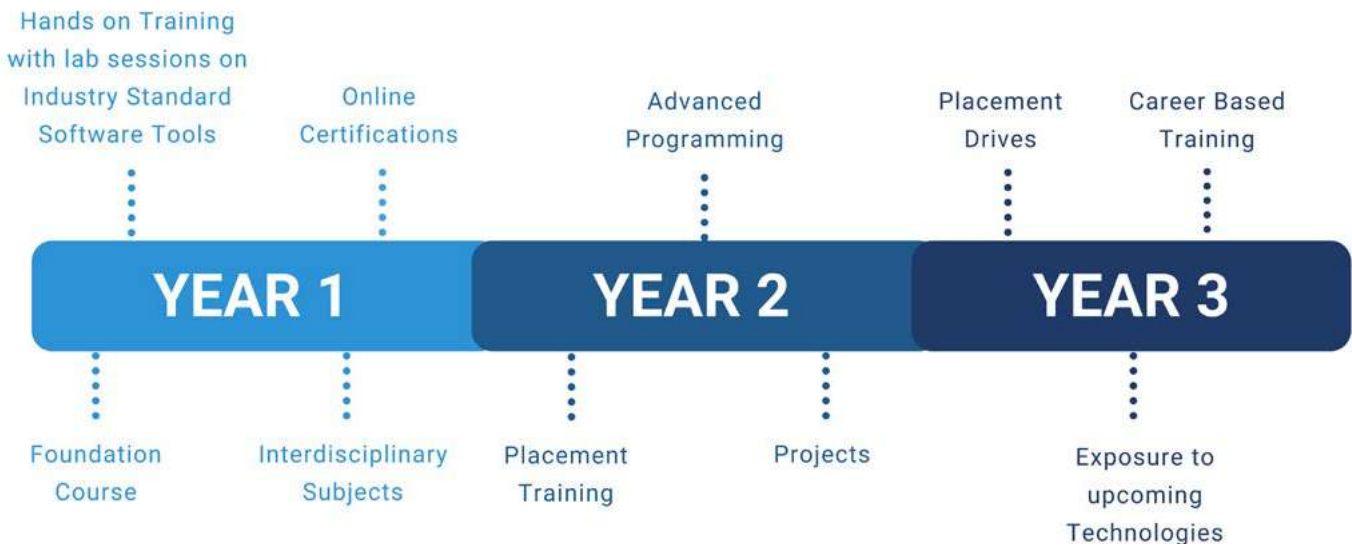 Hands on Training
with lab sessions on
Industry Standard
Software Tools
Online
Certifications
Advanced
Programming
Placement
Drives
Career Based
Training
YEAR 1
YEAR 2
YEAR 3
Foundation
Course
Interdisciplinary
Subjects
Placement
Training
Projects
Exposure to
upcoming
Technologies